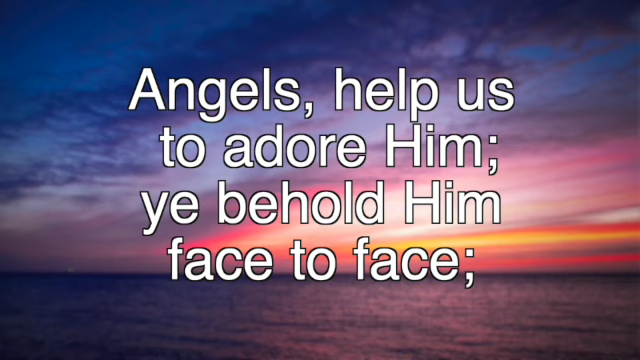 Angels, help us
to adore Him;
ye behold Him
face to face;